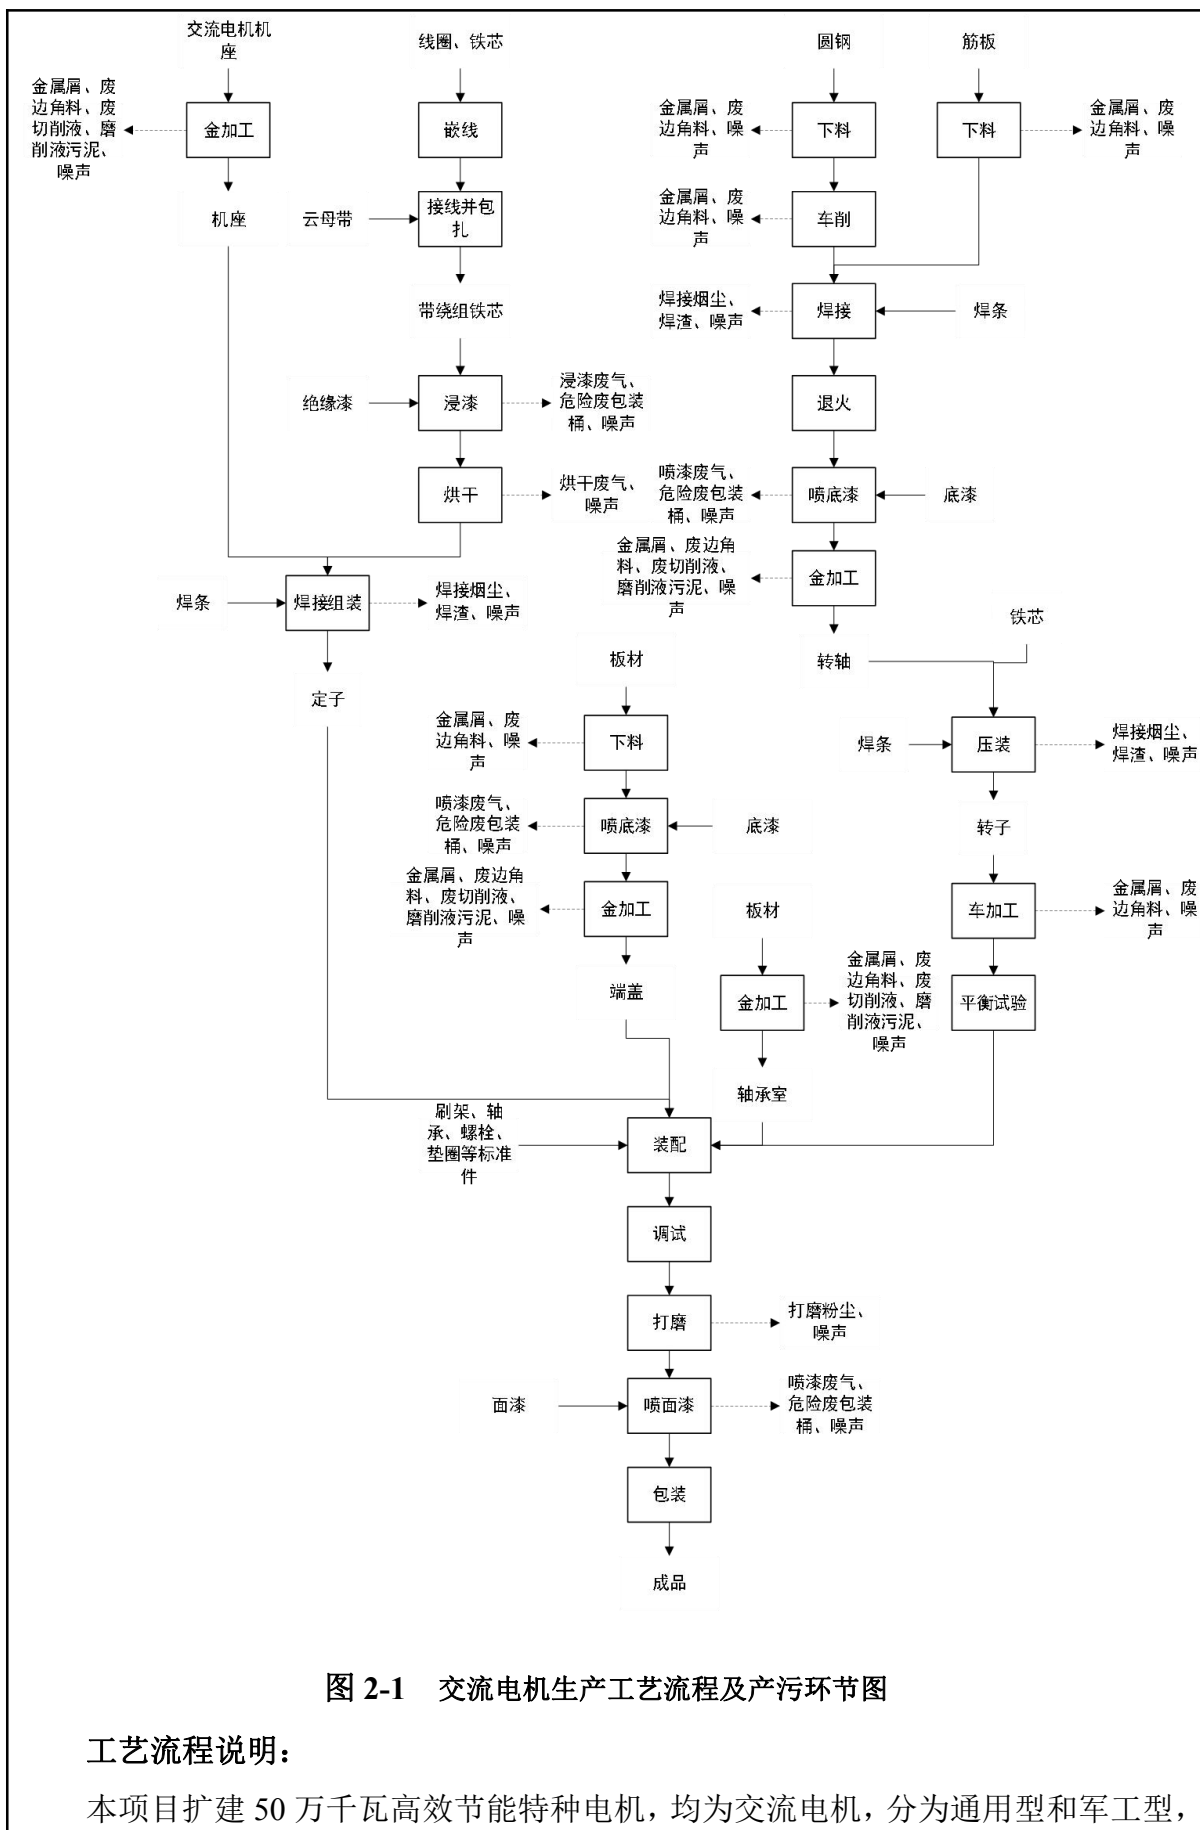 交流电机机
座
线圈、铁芯
圆钢
筋板
金属屑、废
边角料、废
切削液、磨
削液污泥、
噪声
金加工
嵌线
金属屑、废
边角料、噪
声
下料
下料
金属屑、废
边角料、噪
声
机座
云母带
接线并包
扎
金属屑、废
边角料、噪
声
车削
带绕组铁芯
焊接烟尘、
焊渣、噪声
焊接
焊条
绝缘漆
浸漆
浸漆废气、
危险废包装
桶、噪声
退火
烘干
烘干废气、
噪声
喷漆废气、
危险废包装
桶、噪声
喷底漆
底漆
金属屑、废边角
料、废切削液、
磨削液污泥、噪
声
金加工
焊条
焊接组装
焊接烟尘、
焊渣、噪声
铁芯
板材
转轴
定子
金属屑、废
边角料、噪
声
下料
焊条
压装
焊接烟尘、
焊渣、噪声
喷漆废气、
危险废包装
桶、噪声
喷底漆
底漆
转子
金属屑、废边角
料、废切削液、
磨削液污泥、噪
声
金加工
板材
车加工
金属屑、废
边角料、噪
声
端盖
金加工
金属屑、废
边角料、废
切削液、磨
削液污泥、
噪声
平衡试验
轴承室
刷架、轴
承、螺栓、
垫圈等标准
件
装配
调试
打磨
打磨粉尘、
噪声
面漆
喷面漆
喷漆废气、
危险废包装
桶、噪声
包装
成品
图 2-1 交流电机生产工艺流程及产污环节图
工艺流程说明：
本项目扩建 50 万千瓦高效节能特种电机，均为交流电机，分为通用型和军工型，